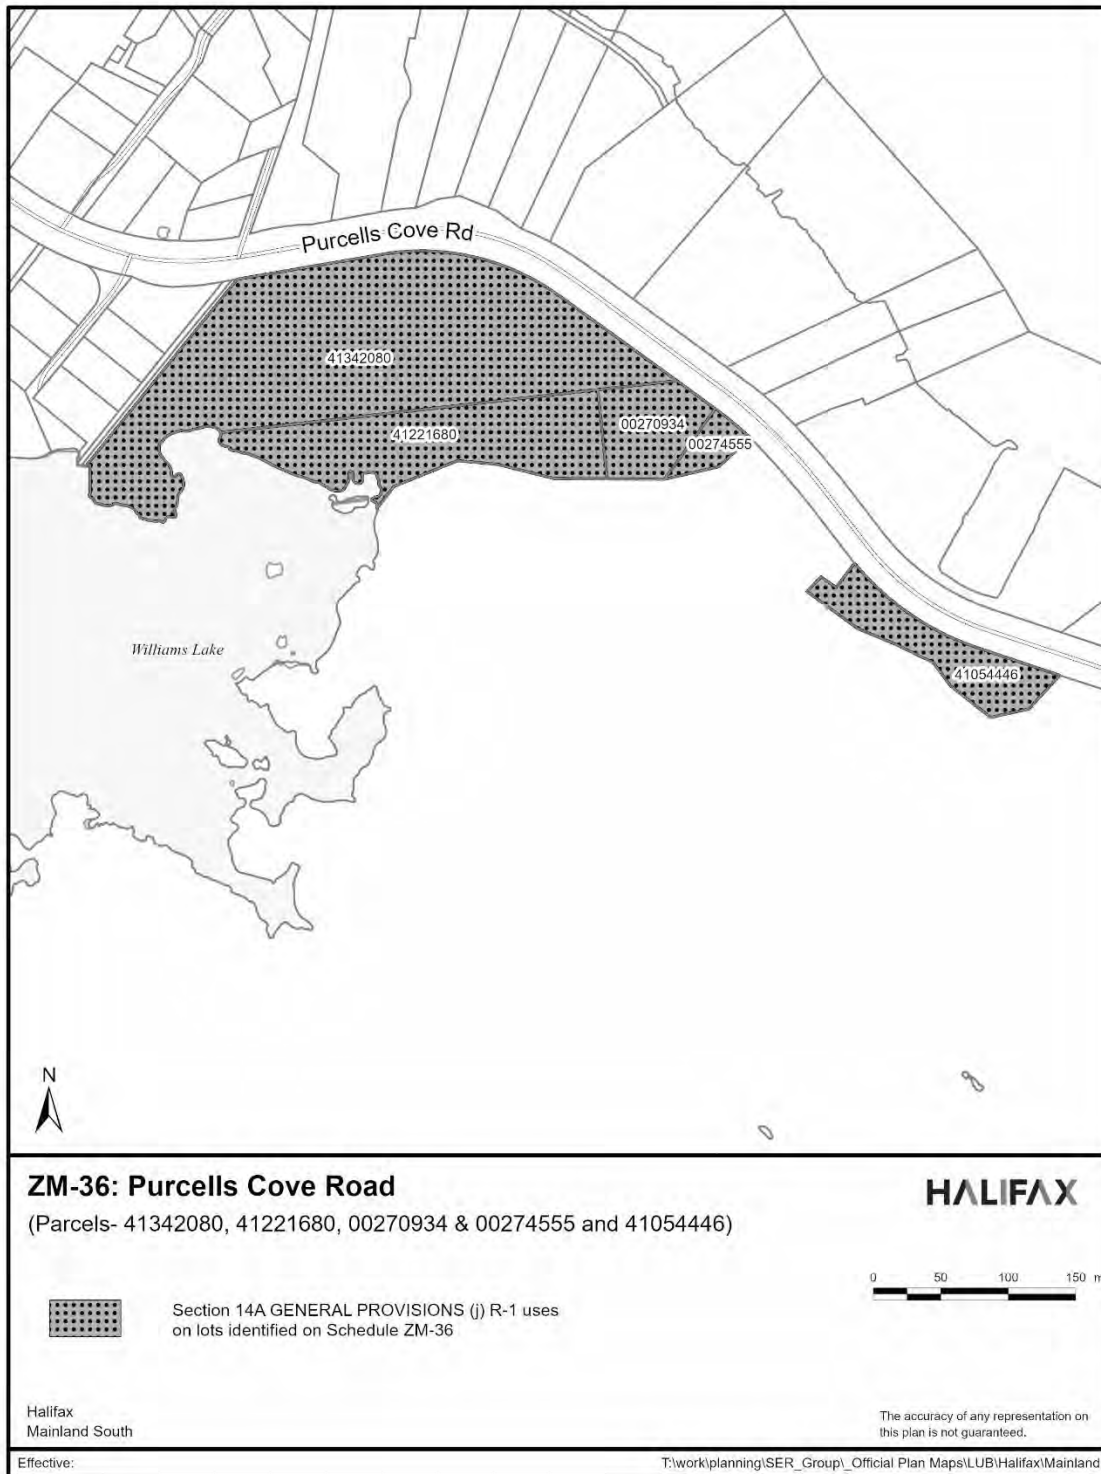 Purcells Cove Rd
41342080
41221680
00270934
00274555
Williams Lake
41054446
N
ZM-36: Purcells Cove Road
HALIFAX
(Parcels- 41342080, 41221680, 00270934 & 00274555 and 41054446)
0 50 100 150 m
Section 14A GENERAL PROVISIONS (j) R-1 uses
on lots identified on Schedule ZM-36
Halifax
Mainland South
The accuracy of any representation on
this plan is not guaranteed.
Effective:
T:\work\planning\SER_Group\_Official Plan Maps\LUB\Halifax\Mainland